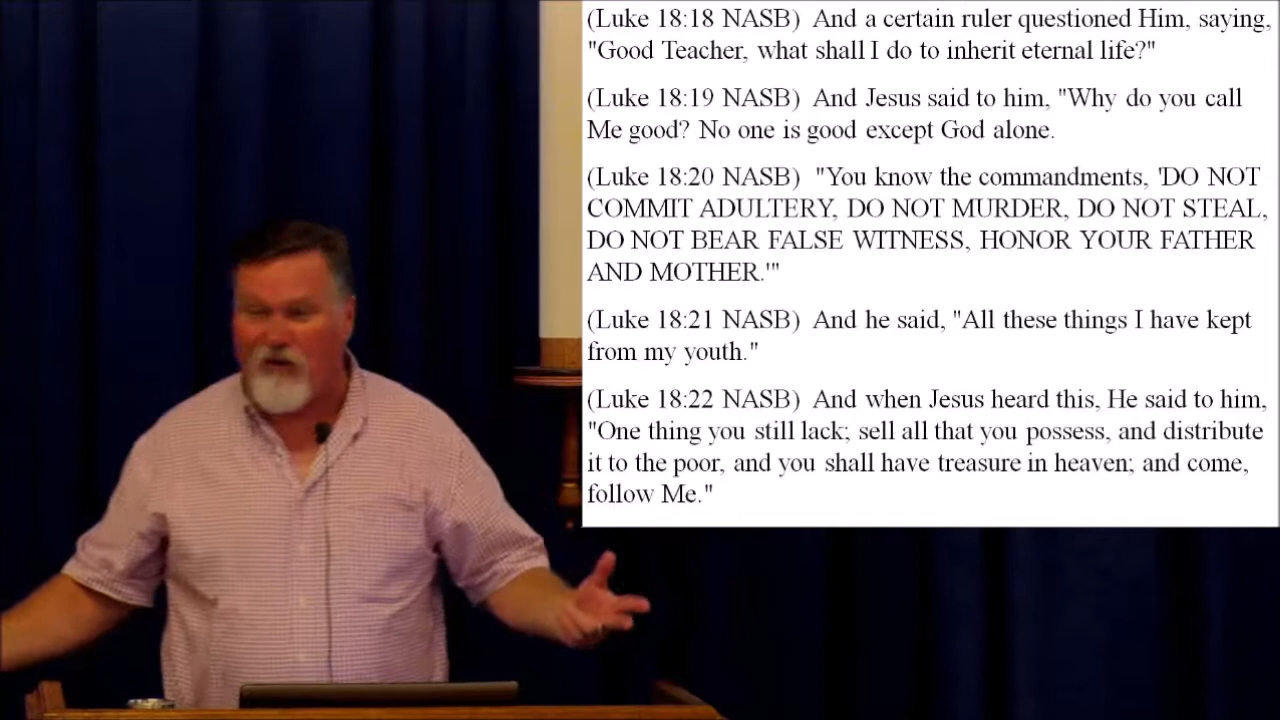 (Luke 18:18 NASB) And a certain ruler questioned Him, saying,
"Good Teacher, what shall I do to inherit eternal life?"
(Luke 18:19 NASB) And Jesus said to him, "Why do you call
Me good? No one is good except God alone.
(Luke 18:20 NASB) "You know the commandments, 'DO NOT
COMMIT ADULTERY, DO NOT MURDER, DO NOT STEAL,
DO NOT BEAR FALSE WITNESS, HONOR YOUR FATHER
AND MOTHER.'"
(Luke 18:21 NASB) And he said, "All these things I have kept
from my youth."
(Luke 18:22 NASB) And when Jesus heard this, He said to him,
"One thing you still lack; sell all that you possess, and distribute
it to the poor, and you shall have treasure in heaven; and come,
follow Me."